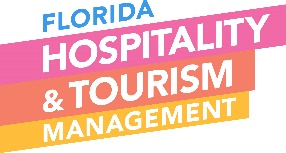 FLORIDA
HOSPITALITY
& TOURISM
MANAGEMENT